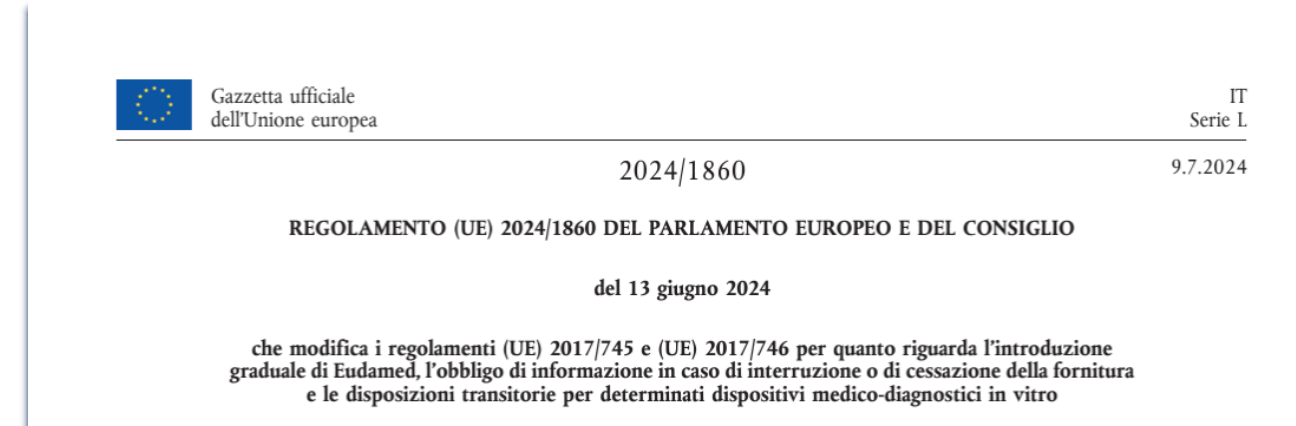 Gazzetta ufficiale
dell'Unione europea
IT
Serie L
2024/1860
9.7.2024
REGOLAMENTO (UE) 2024/1860 DEL PARLAMENTO EUROPEO E DEL CONSIGLIO
del 13 giugno 2024
che modifica i regolamenti (UE) 2017/745 e (UE) 2017/746 per quanto riguarda l'introduzione
graduale di Eudamed, l'obbligo di informazione in caso di interruzione o di cessazione della fornitura
e le disposizioni transitorie per determinati dispositivi medico-diagnostici in vitro